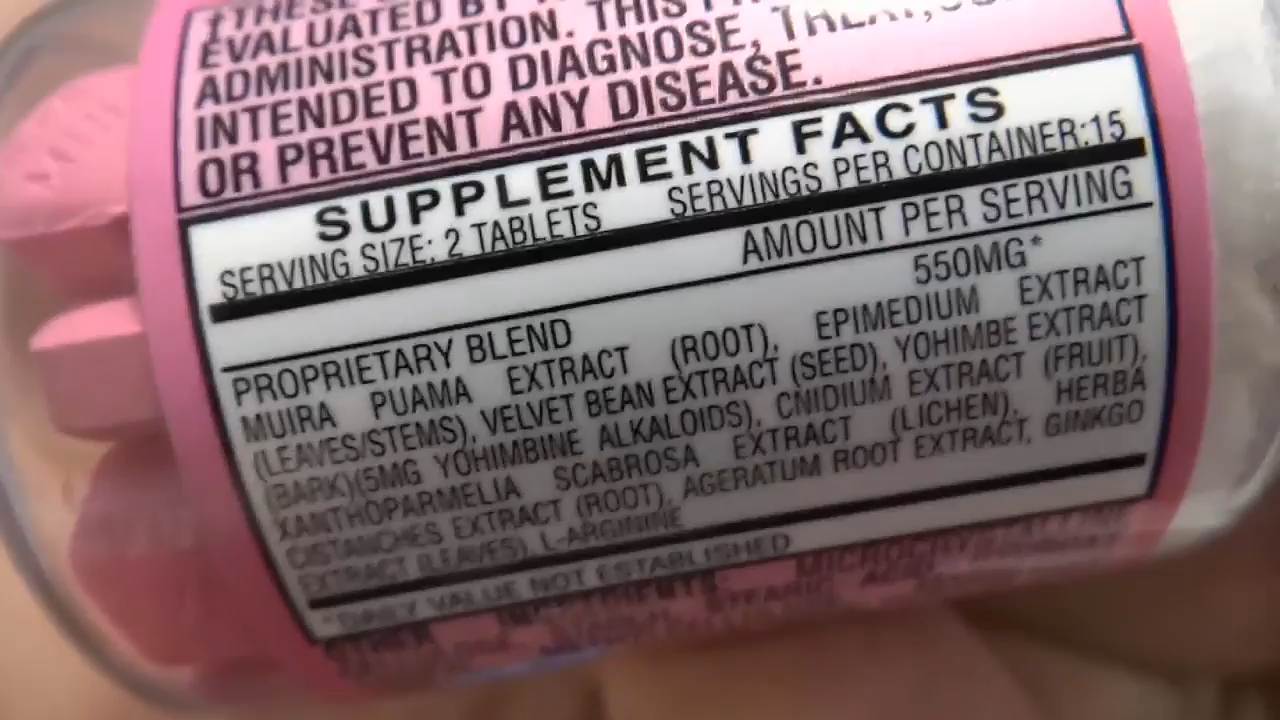 ‡THESE
EVALUATED BY
ADMINISTRATION. THIS
INTENDED TO DIAGNOSE, TREAT,
OR PREVENT ANY DISEASE.
SUPPLEMENT FACTS
SERVING SIZE: 2 TABLETS SERVINGS PER CONTAINER:15
AMOUNT PER SERVING
PROPRIETARY BLEND 550MG*
MUIRA PUAMA EXTRACT (ROOT), EPIMEDIUM EXTRACT
(LEAVES/STEMS), VELVET BEAN EXTRACT (SEED), YOHIMBE EXTRACT
(BARK)(5MG YOHIMBINE ALKALOIDS), CNIDIUM EXTRACT (FRUIT),
XANTHOPARMELIA SCABROSA EXTRACT (LICHEN), HERBA
CISTANCHES EXTRACT (ROOT), AGERATUM ROOT EXTRACT, GINKGO
EXTRACT (LEAVES), L-ARGININE
*DAILY VALUE NOT ESTABLISHED